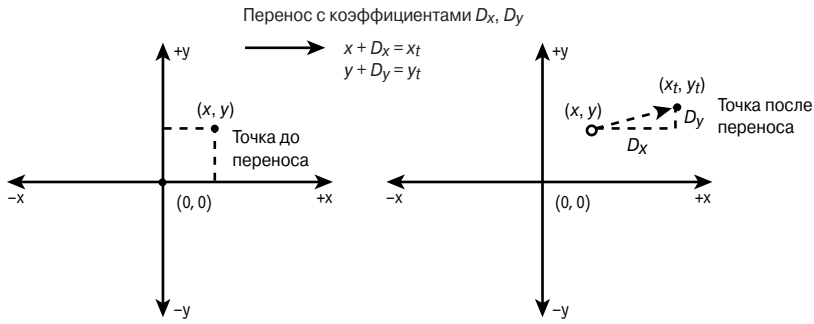 Перенос с коэффициентами Dx, Dy
x + Dx = xt
y + Dy = yt
+y
(x, y)
Точка до
переноса
–x
(0, 0)
+x
–y
+y
(xt, yt)
(x, y)
Dy
Dx
Точка после
переноса
–x
(0, 0)
+x
–y